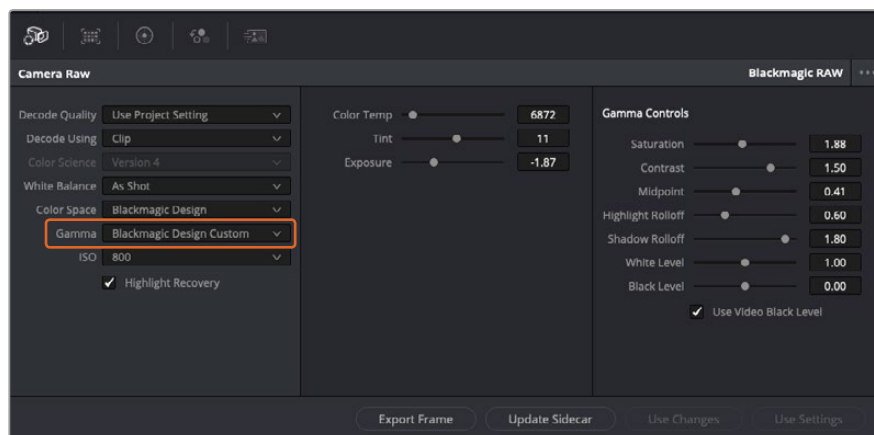 Camera Raw
Blackmagic RAW
Decode Quality Use Project Setting
Decode Using Clip
Color Science Version 4
White Balance As Shot
Color Space Blackmagic Design
Gamma Blackmagic Design Custom
ISO 800
Highlight Recovery
Color Temp 6872
Tint 11
Exposure -1.87
Gamma Controls
Saturation 1.88
Contrast 1.50
Midpoint 0.41
Highlight Rolloff 0.60
Shadow Rolloff 1.80
White Level 1.00
Black Level 0.00
Use Video Black Level
Export Frame Update Sidecar Use Changes Use Settings